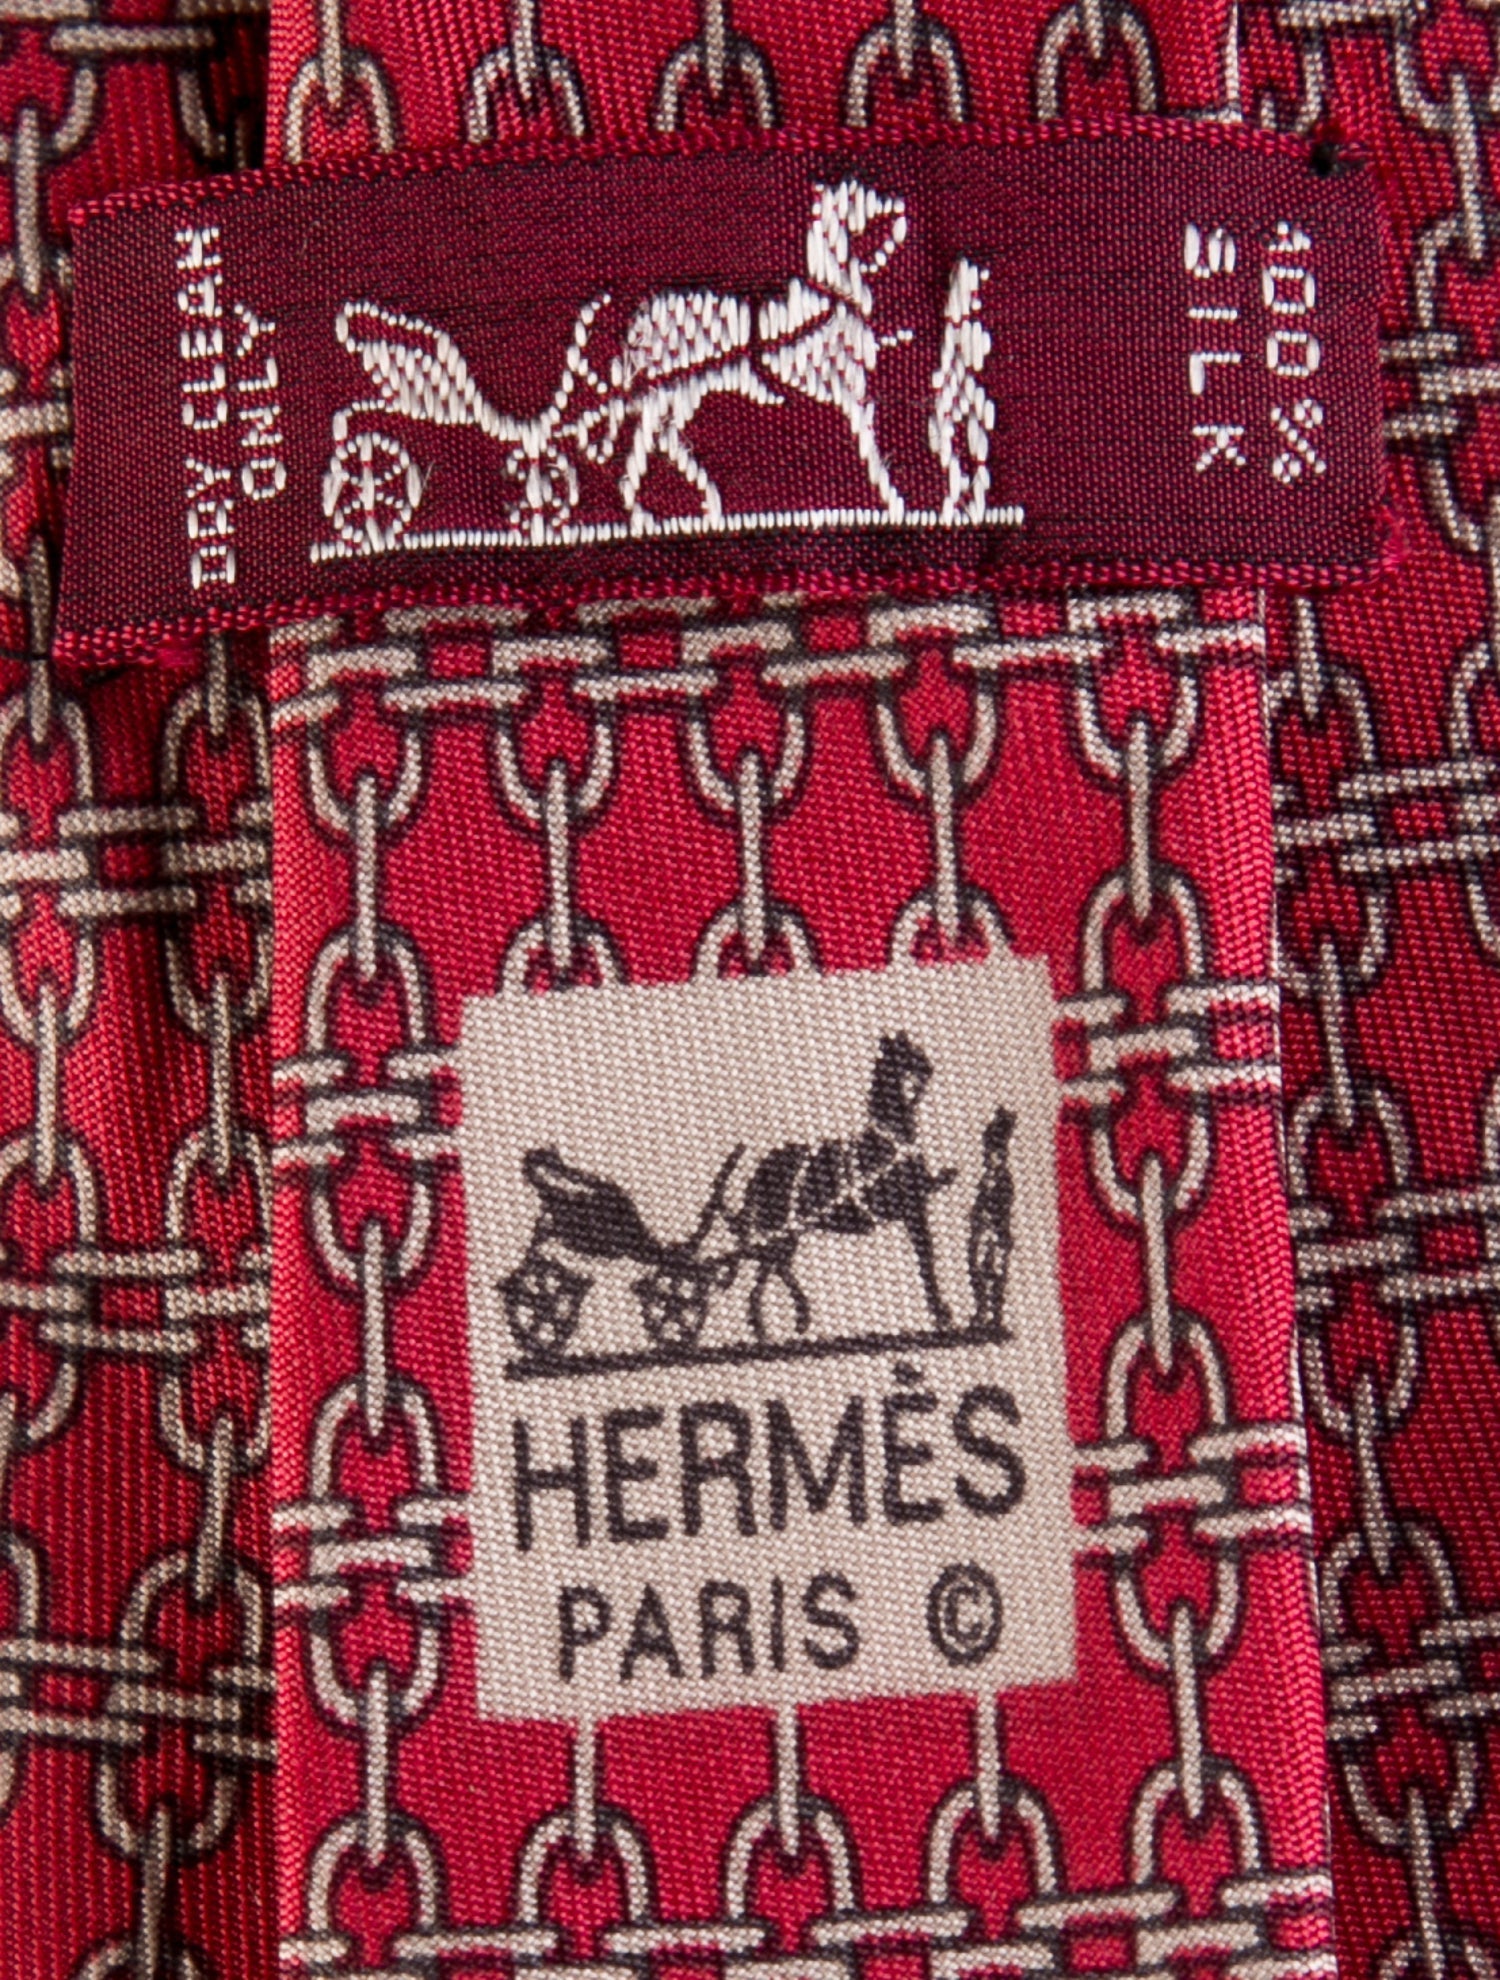 DRY CLEAN
ONLY
100%
SILK
HERMÈS
PARIS ©